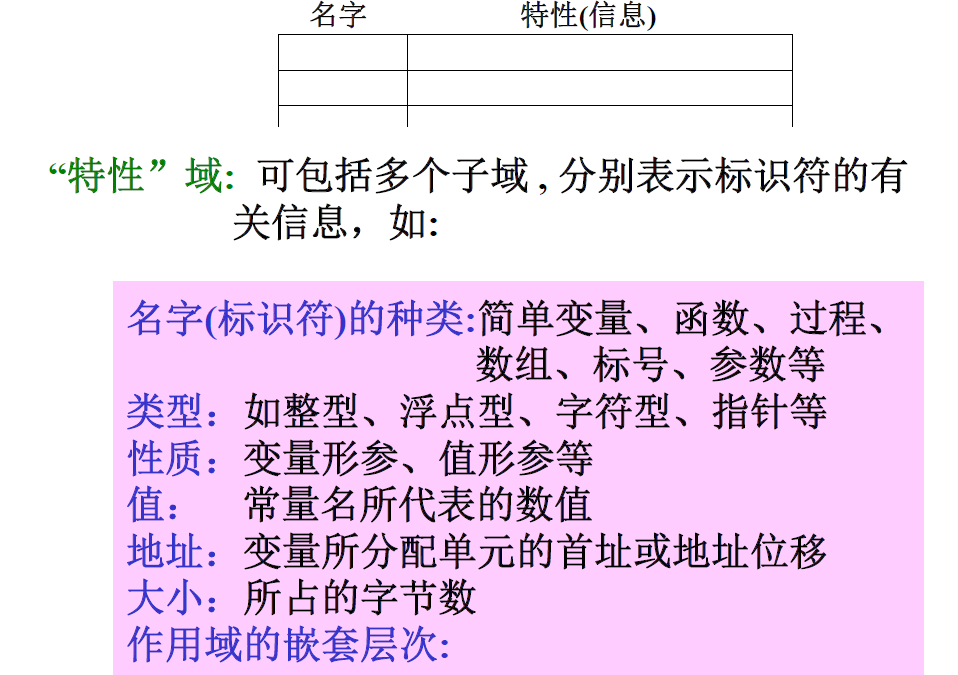 名字 特性(信息)
“特性”域: 可包括多个子域 , 分别表示标识符的有
关信息，如:
名字(标识符)的种类:简单变量、函数、过程、
数组、标号、参数等
类型：如整型、浮点型、字符型、指针等
性质：变量形参、值形参等
值： 常量名所代表的数值
地址：变量所分配单元的首址或地址位移
大小：所占的字节数
作用域的嵌套层次: